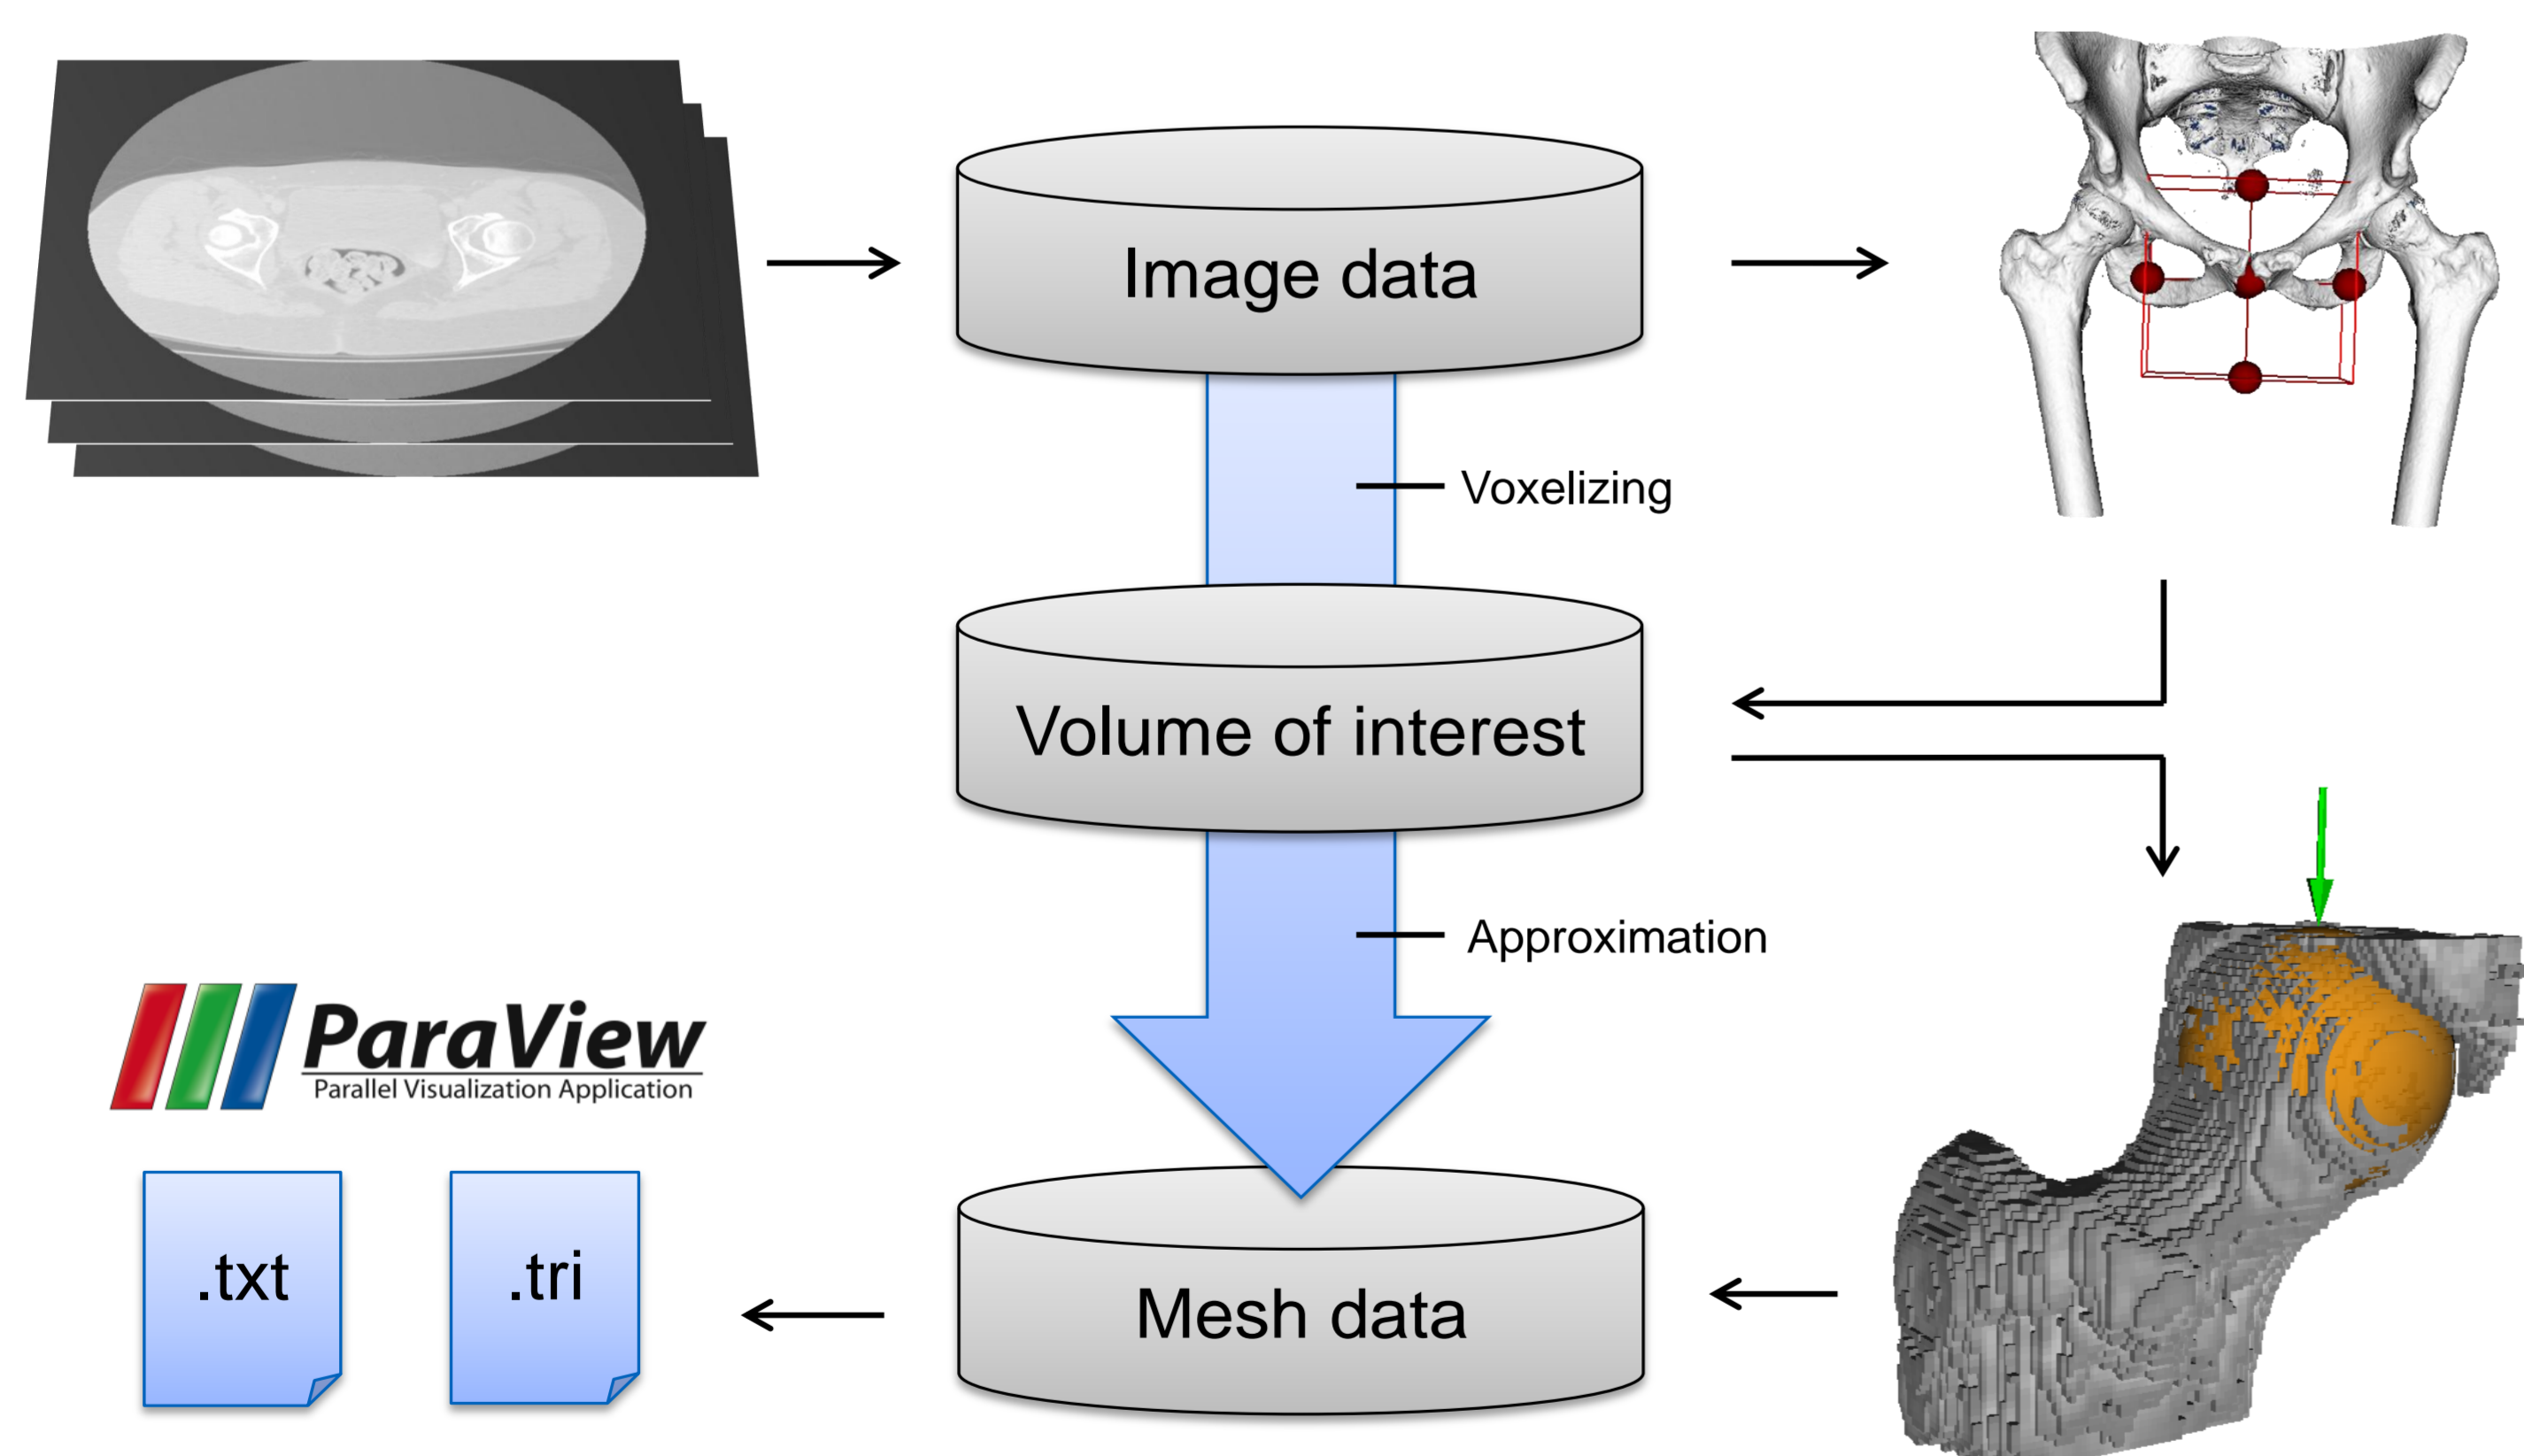 Image data
Voxelizing
Volume of interest
Approximation
ParaView
Parallel Visualization Application
.txt
.tri
Mesh data